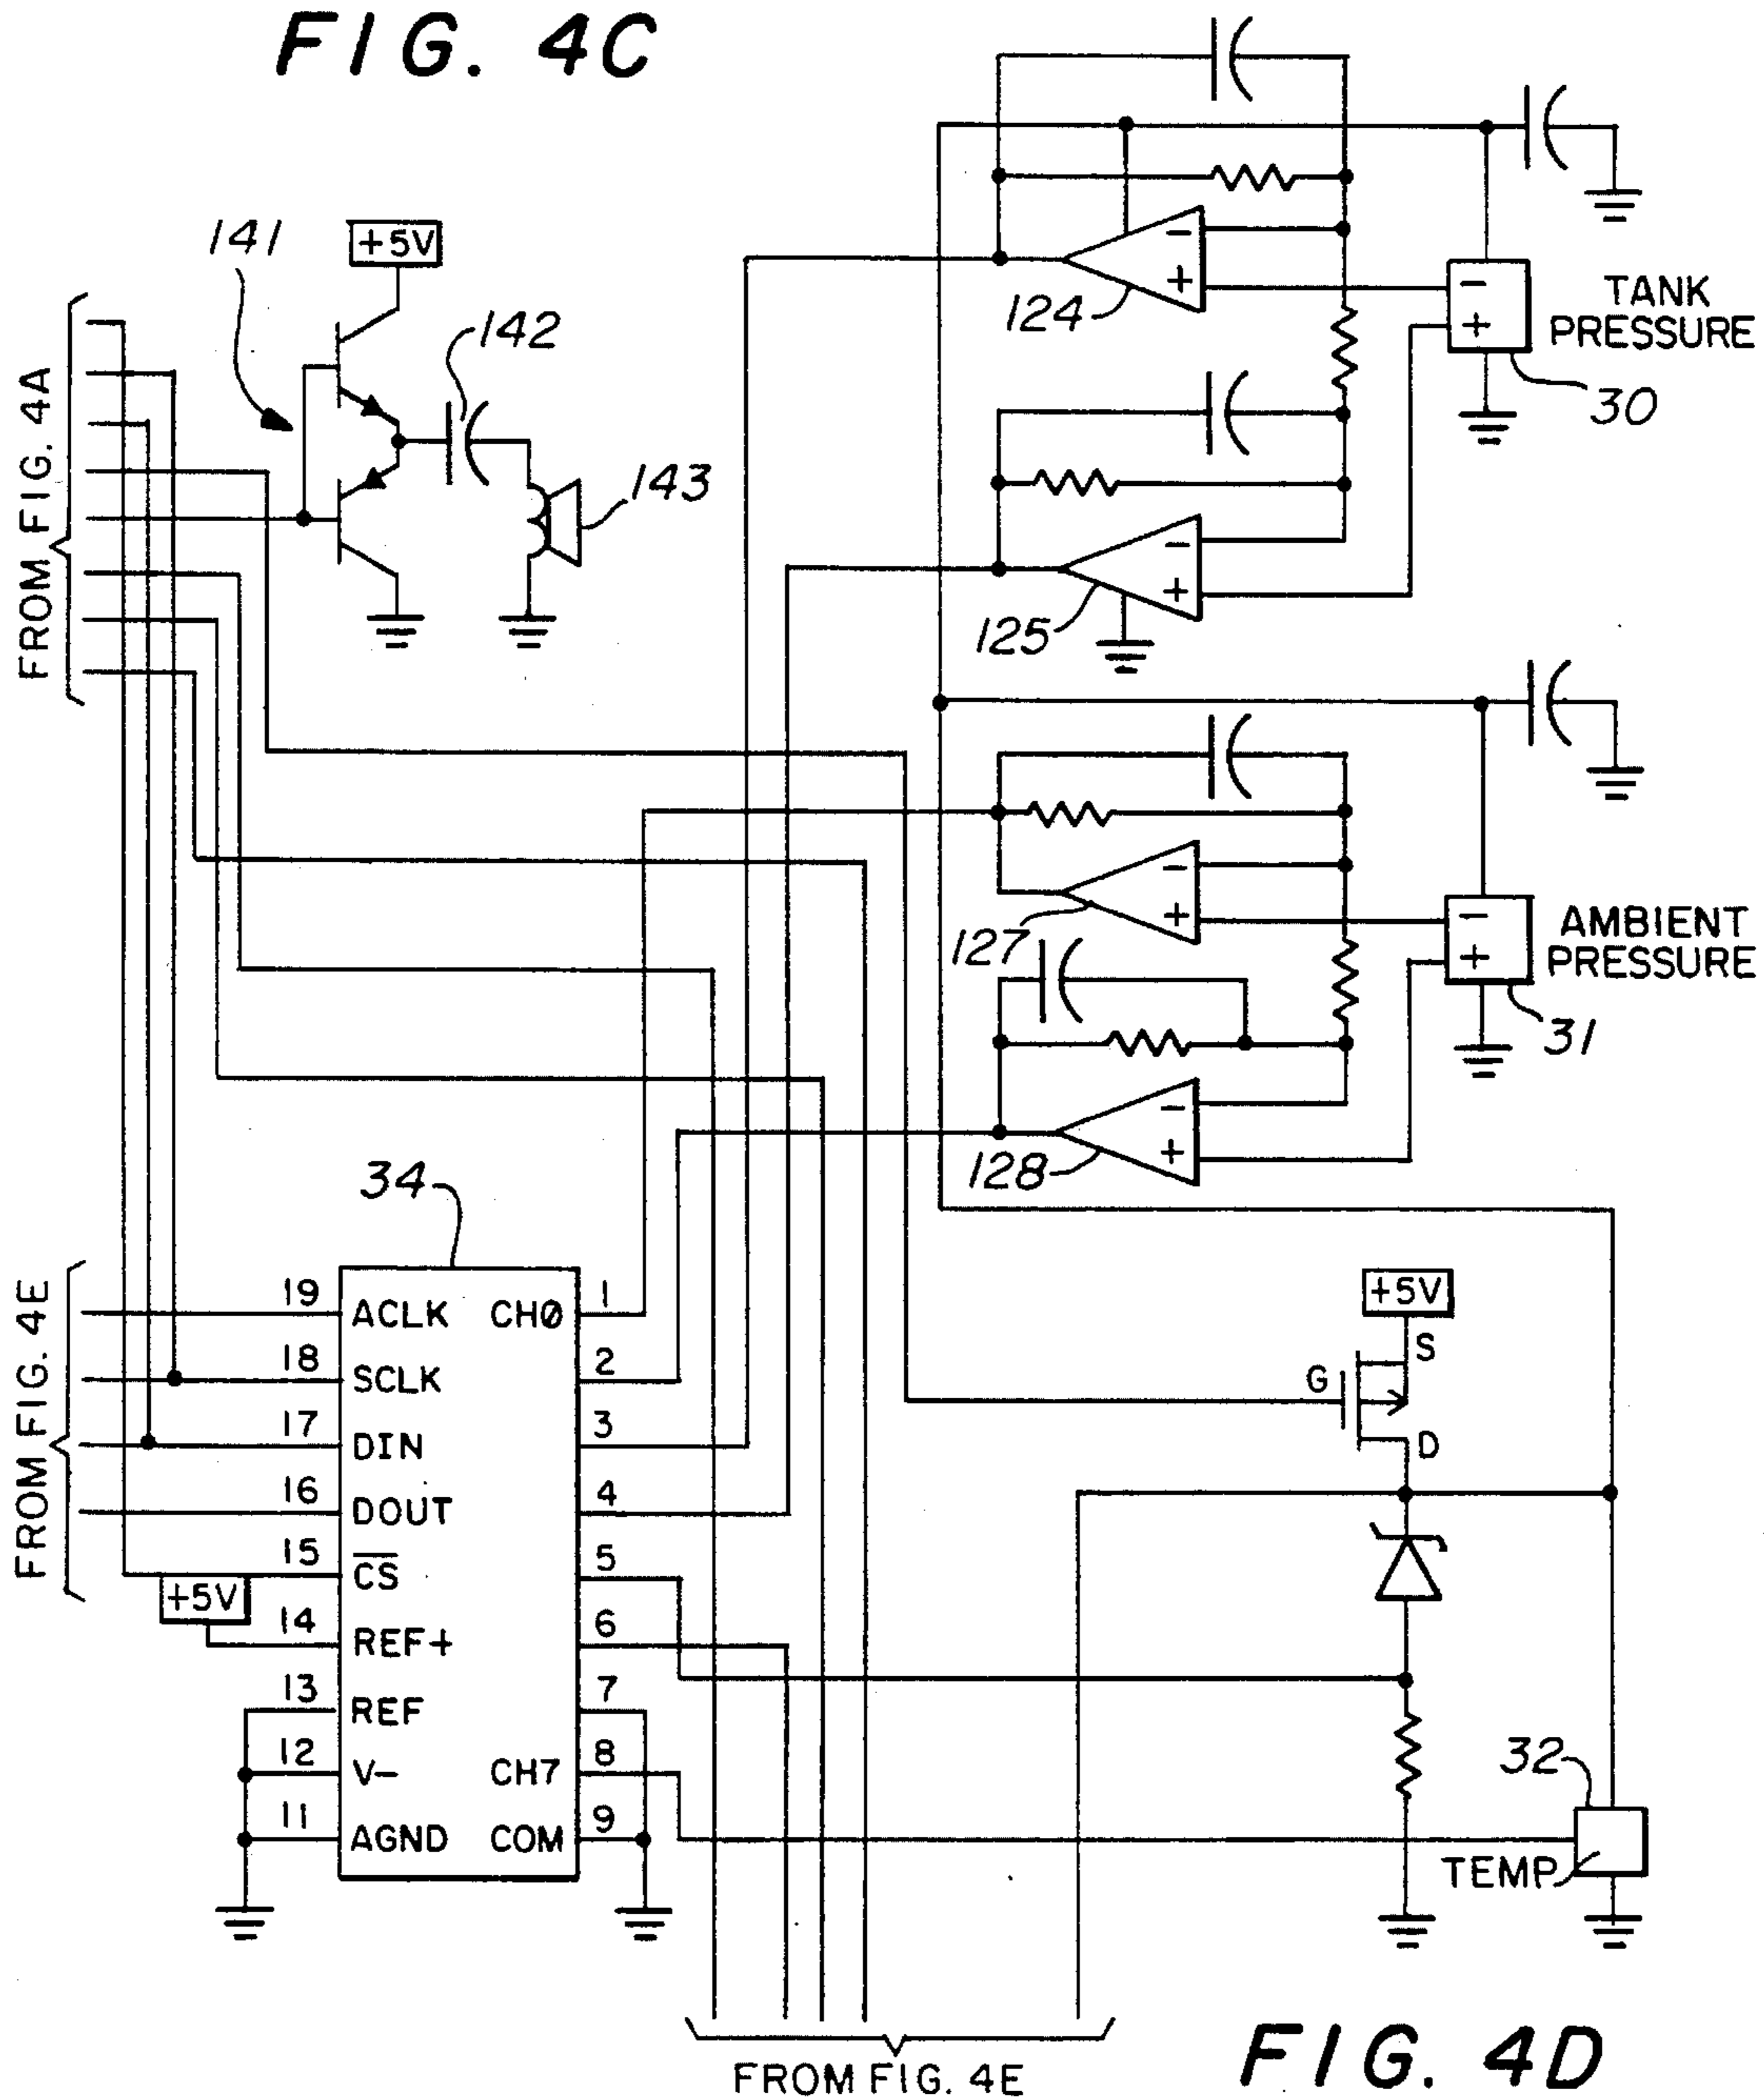 FIG. 4C
141
+5V
142
143
FROM FIG. 4A
-
+
124
-
+
TANK
PRESSURE
30
-
+
125
-
+
127
-
+
AMBIENT
PRESSURE
31
-
+
128
34
FROM FIG. 4E
19 ACLK CH0 1
18 SCLK 2
17 DIN 3
16 DOUT 4
15 CS 5
+5V
14 REF+ 6
13 REF 7
12 V- CH7 8
11 AGND COM 9
+5V
S
G
D
32
TEMP
FROM FIG. 4E
FIG. 4D